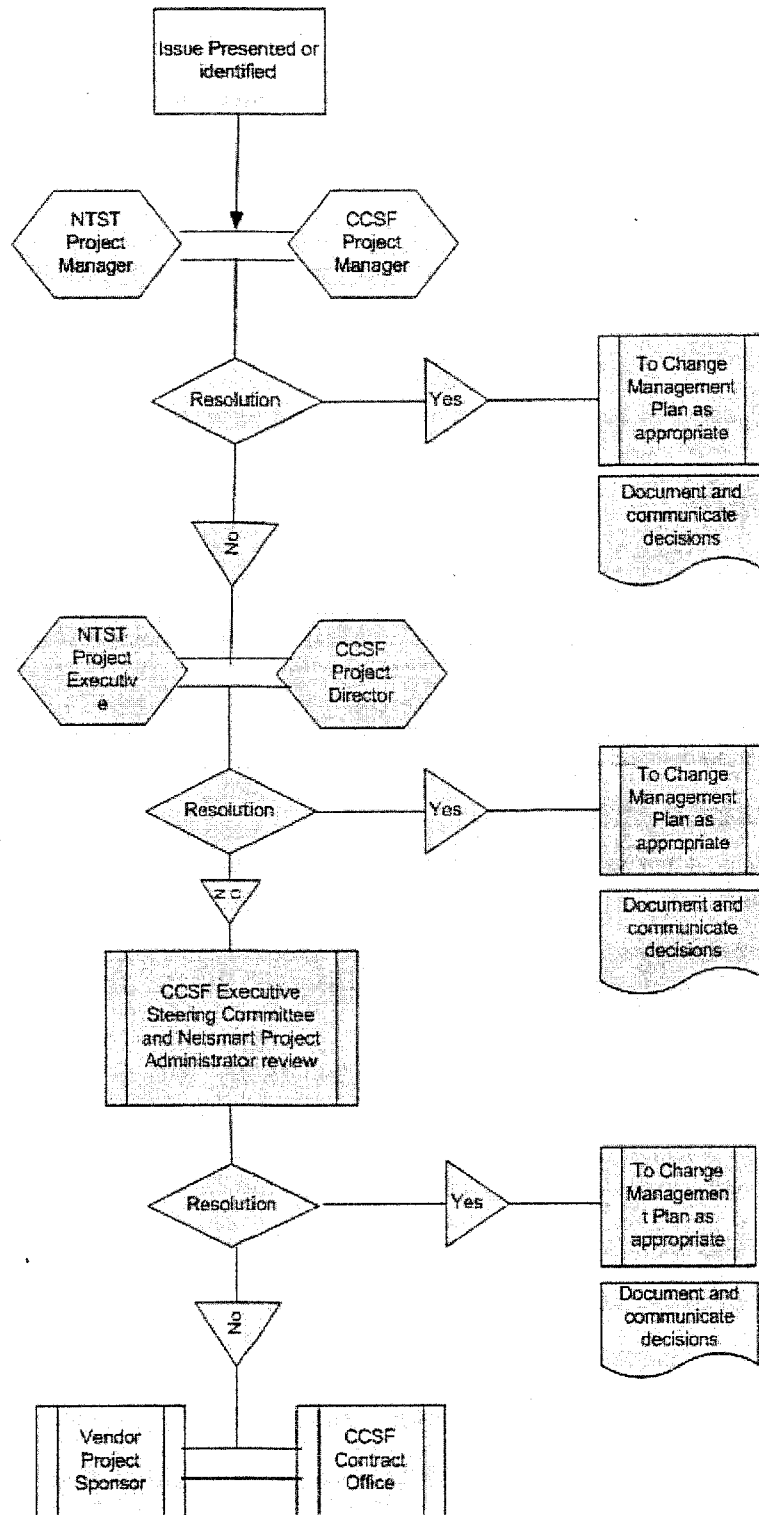 Issue Presented or
identified
NTST
Project
Manager
CCSF
Project
Manager
Resolution
Yes
To Change
Management
Plan as
appropriate
Document and
communicate
decisions
No
NTST
Project
Executiv
e
CCSF
Project
Director
Resolution
Yes
To Change
Management
Plan as
appropriate
Document and
communicate
decisions
No
CCSF Executive
Steering Committee
and Netsmart Project
Administrator review
Resolution
Yes
To Change
Managemen
t Plan as
appropriate
Document and
communicate
decisions
No
Vendor
Project
Sponsor
CCSF
Contract
Office